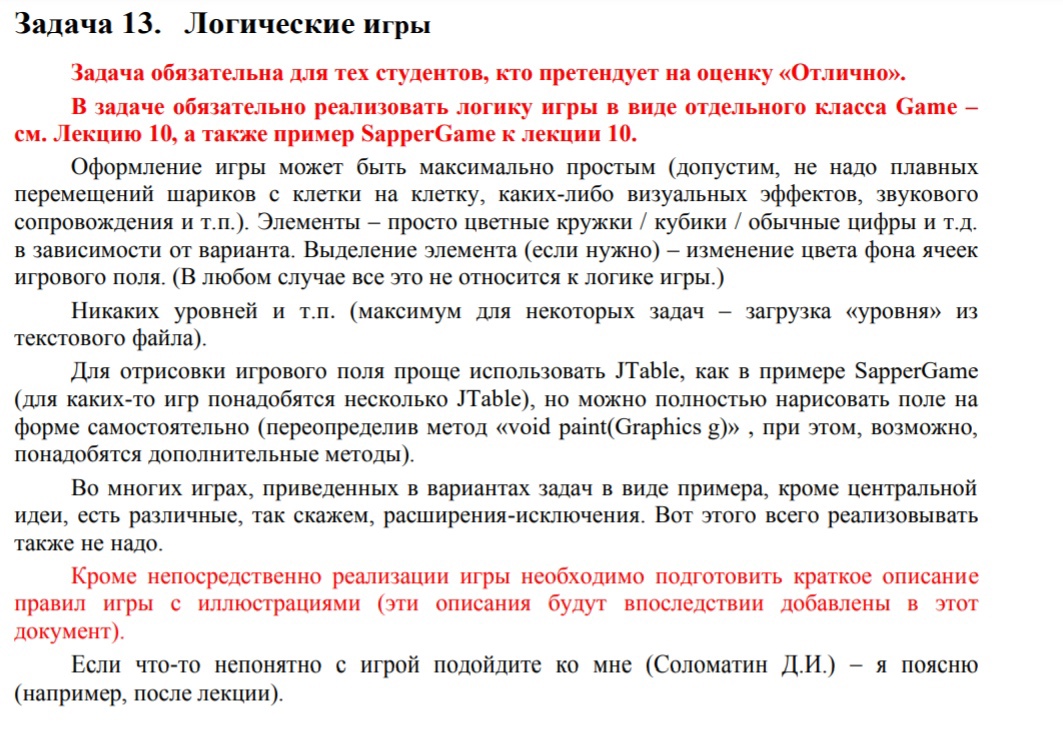 Задача 13. Логические игры
Задача обязательна для тех студентов, кто претендует на оценку «Отлично».
В задаче обязательно реализовать логику игры в виде отдельного класса Game –
см. Лекцию 10, а также пример SapperGame к лекции 10.
Оформление игры может быть максимально простым (допустим, не надо плавных
перемещений шариков с клетки на клетку, каких-либо визуальных эффектов, звукового
сопровождения и т.п.). Элементы – просто цветные кружки / кубики / обычные цифры и т.д.
в зависимости от варианта. Выделение элемента (если нужно) – изменение цвета фона ячеек
игрового поля. (В любом случае все это не относится к логике игры.)
Никаких уровней и т.п. (максимум для некоторых задач – загрузка «уровня» из
текстового файла).
Для отрисовки игрового поля проще использовать JTable, как в примере SapperGame
(для каких-то игр понадобятся несколько JTable), но можно полностью нарисовать поле на
форме самостоятельно (переопределив метод «void paint(Graphics g)» , при этом, возможно,
понадобятся дополнительные методы).
Во многих играх, приведенных в вариантах задач в виде примера, кроме центральной
идеи, есть различные, так скажем, расширения-исключения. Вот этого всего реализовывать
также не надо.
Кроме непосредственно реализации игры необходимо подготовить краткое описание
правил игры с иллюстрациями (эти описания будут впоследствии добавлены в этот
документ).
Если что-то непонятно с игрой подойдите ко мне (Соломатин Д.И.) – я поясню
(например, после лекции).